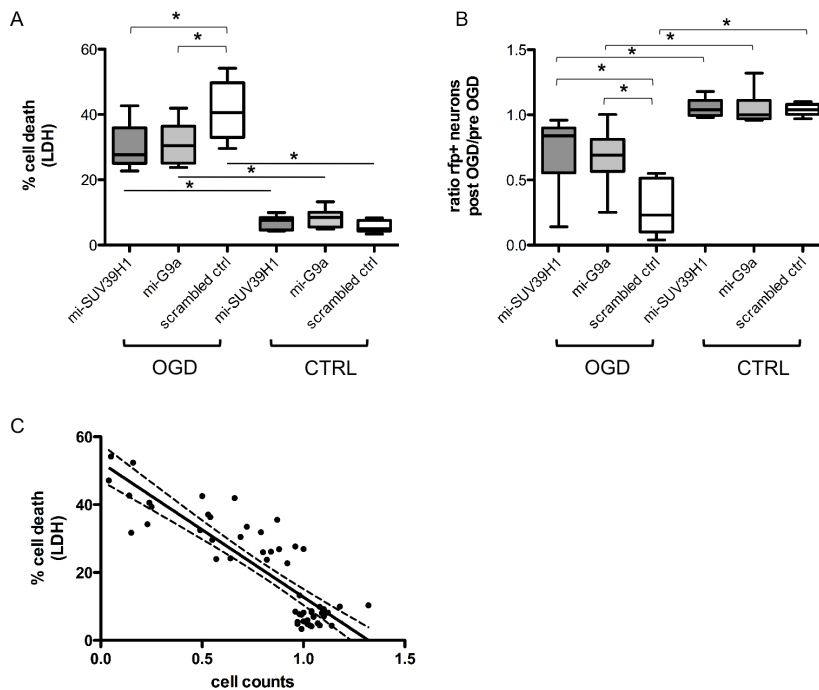 A
% cell death
(LDH)
60
40
20
0
*
*
*
*
*
mi-SUV39H1
mi-G9a
scrambled ctrl
mi-SUV39H1
mi-G9a
scrambled ctrl
OGD
CTRL
B
ratio rfp+ neurons
post OGD/pre OGD
1.5
1.0
0.5
0.0
*
*
*
*
*
mi-SUV39H1
mi-G9a
scrambled ctrl
mi-SUV39H1
mi-G9a
scrambled ctrl
OGD
CTRL
C
% cell death
(LDH)
60
40
20
0
0.0
0.5
1.0
1.5
cell counts